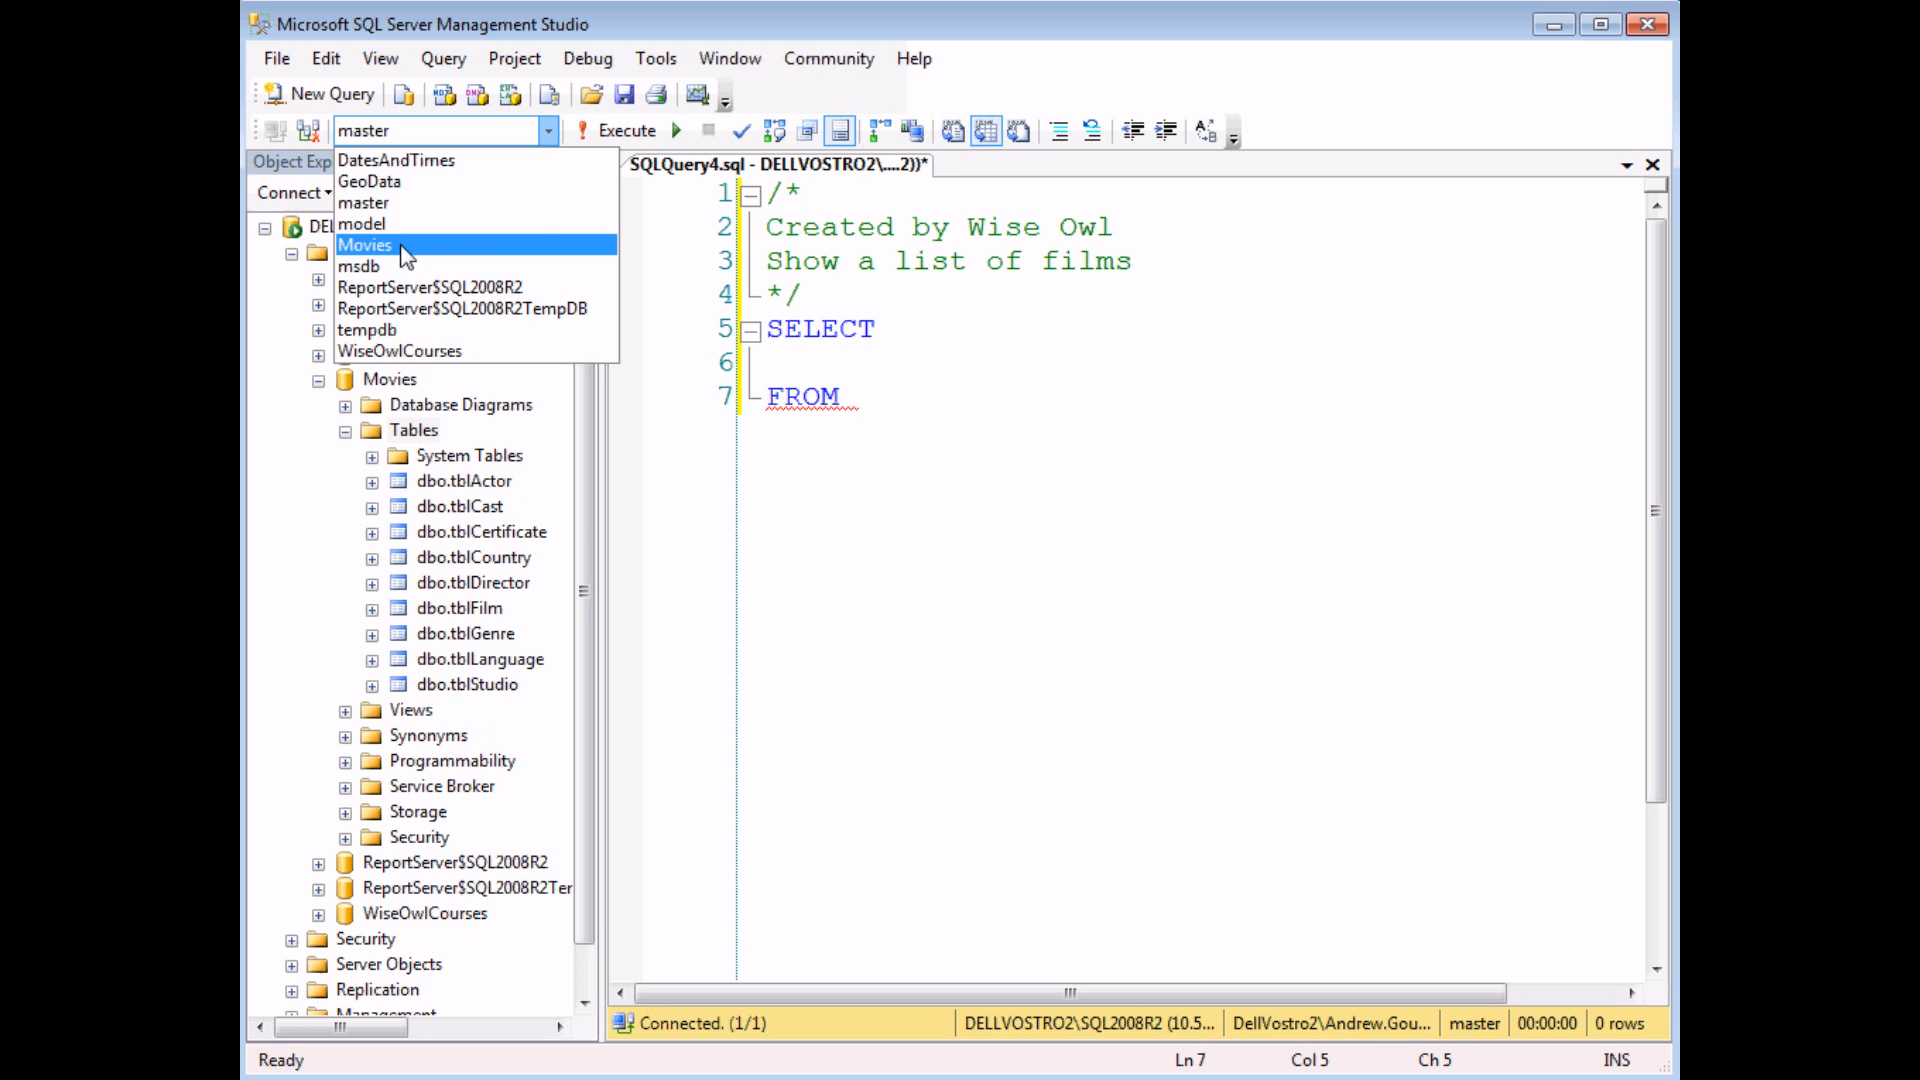 Microsoft SQL Server Management Studio
File Edit View Query Project Debug Tools Window Community Help
New Query
master
Execute
DatesAndTimes
GeoData
master
model
Movies
msdb
ReportServer$SQL2008R2
ReportServer$SQL2008R2TempDB
tempdb
WiseOwlCourses
Object Exp
Connect
DEL
Movies
Database Diagrams
Tables
System Tables
dbo.tblActor
dbo.tblCast
dbo.tblCertificate
dbo.tblCountry
dbo.tblDirector
dbo.tblFilm
dbo.tblGenre
dbo.tblLanguage
dbo.tblStudio
Views
Synonyms
Programmability
Service Broker
Storage
Security
ReportServer$SQL2008R2
ReportServer$SQL2008R2Ter
WiseOwlCourses
Security
Server Objects
Replication
Management
SQLQuery4.sql - DELLVOSTRO2\....2))*
1 /*
2 Created by Wise Owl
3 Show a list of films
4 */
5 SELECT
6
7 FROM
Connected. (1/1) DELLVOSTRO2\SQL2008R2 (10.5... DellVostro2\Andrew.Gou... master 00:00:00 0 rows
Ready Ln 7 Col 5 Ch 5 INS